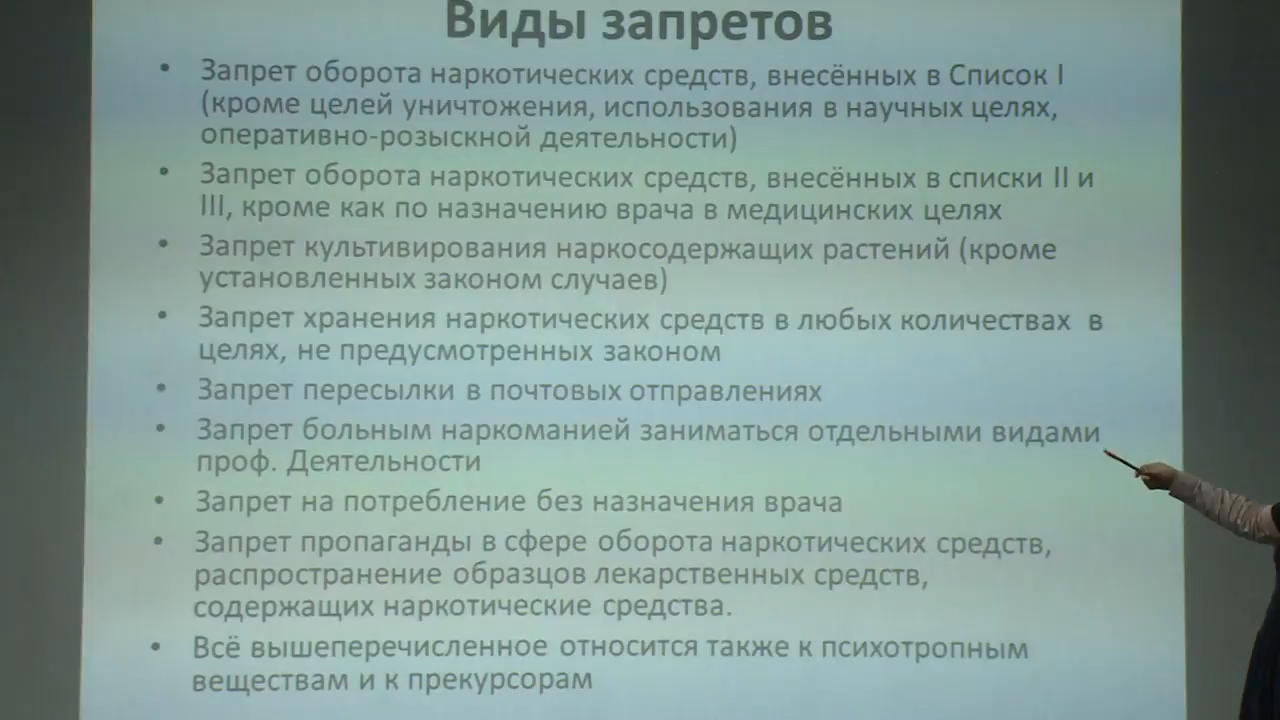 Виды запретов
• Запрет оборота наркотических средств, внесённых в Список I
(кроме целей уничтожения, использования в научных целях,
оперативно-розыскной деятельности)
• Запрет оборота наркотических средств, внесённых в списки II и
III, кроме как по назначению врача в медицинских целях
• Запрет культивирования наркосодержащих растений (кроме
установленных законом случаев)
• Запрет хранения наркотических средств в любых количествах в
целях, не предусмотренных законом
• Запрет пересылки в почтовых отправлениях
• Запрет больным наркоманией заниматься отдельными видами
проф. Деятельности
• Запрет на потребление без назначения врача
• Запрет пропаганды в сфере оборота наркотических средств,
распространение образцов лекарственных средств,
содержащих наркотические средства.
• Всё вышеперечисленное относится также к психотропным
веществам и к прекурсорам